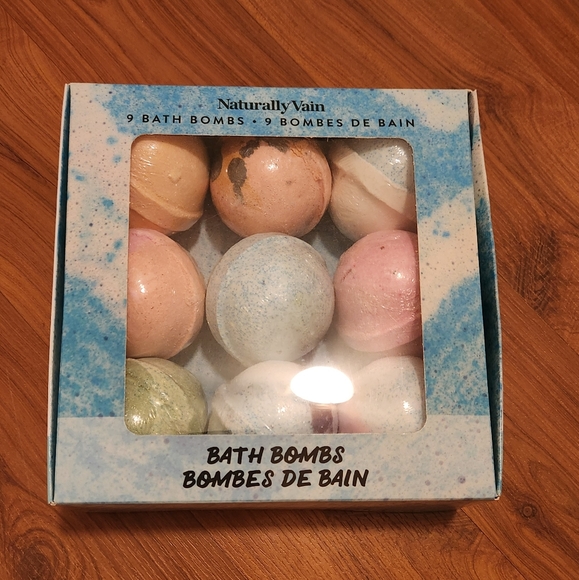 Naturally Vain
9 BATH BOMBS • 9 BOMBES DE BAIN
BATH BOMBS
BOMBES DE BAIN